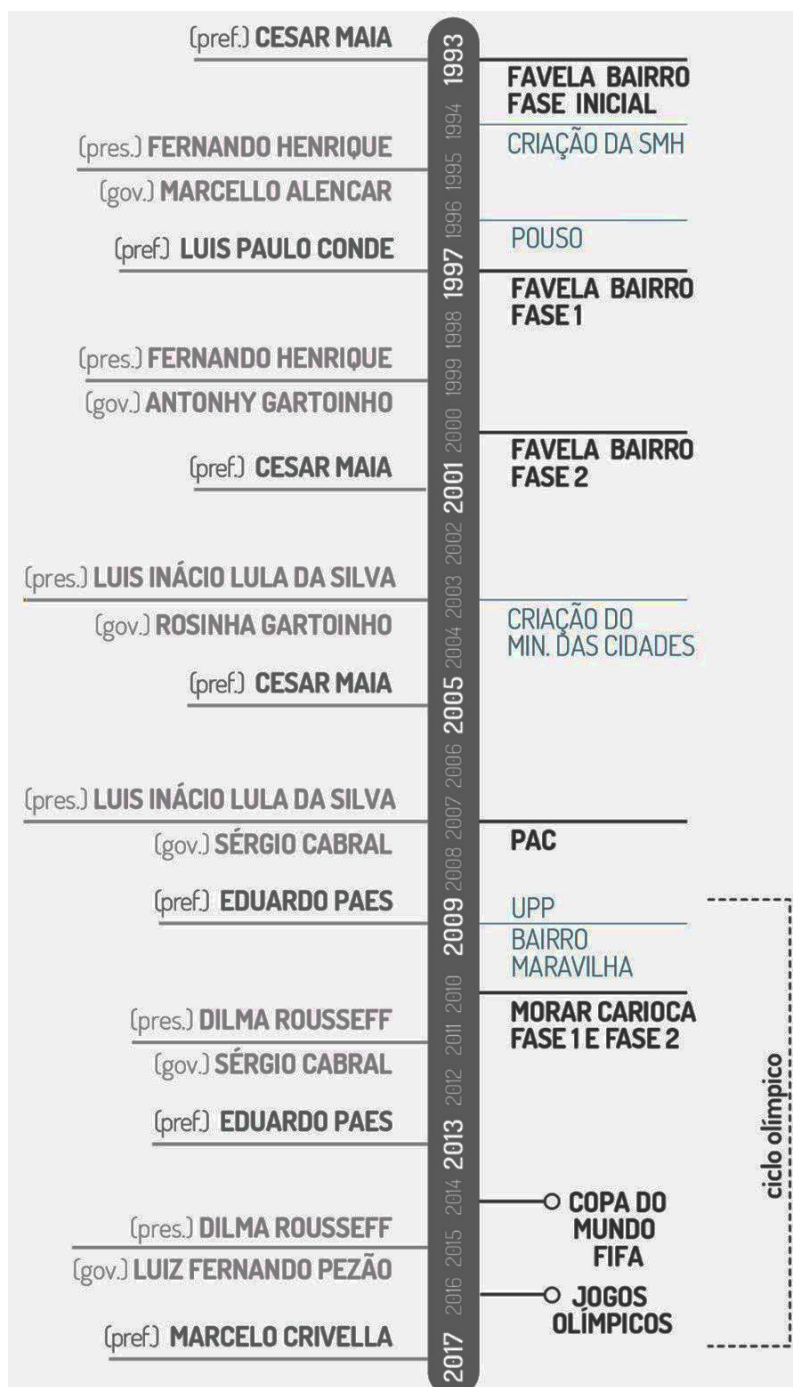 (pref.) CESAR MAIA
1993
FAVELA BAIRRO
FASE INICIAL
1994
CRIAÇÃO DA SMH
(pres.) FERNANDO HENRIQUE
1995
(gov.) MARCELLO ALENCAR
1996
POUSO
(pref.) LUIS PAULO CONDE
1997
FAVELA BAIRRO
FASE 1
1998
(pres.) FERNANDO HENRIQUE
1999
(gov.) ANTONHY GARTOINHO
2000
FAVELA BAIRRO
FASE 2
(pref.) CESAR MAIA
2001
2002
(pres.) LUIS INÁCIO LULA DA SILVA
2003
(gov.) ROSINHA GARTOINHO
CRIAÇÃO DO
MIN. DAS CIDADES
2004
(pref.) CESAR MAIA
2005
2006
(pres.) LUIS INÁCIO LULA DA SILVA
2007
(gov.) SÉRGIO CABRAL
PAC
2008
(pref.) EDUARDO PAES
2009
UPP
BAIRRO
MARAVILHA
2010
MORAR CARIOCA
FASE 1 E FASE 2
(pres.) DILMA ROUSSEFF
2011
(gov.) SÉRGIO CABRAL
2012
(pref.) EDUARDO PAES
2013
ciclo olímpico
2014
COPA DO
MUNDO
FIFA
(pres.) DILMA ROUSSEFF
2015
(gov.) LUIZ FERNANDO PEZÃO
2016
JOGOS
OLÍMPICOS
(pref.) MARCELO CRIVELLA
2017